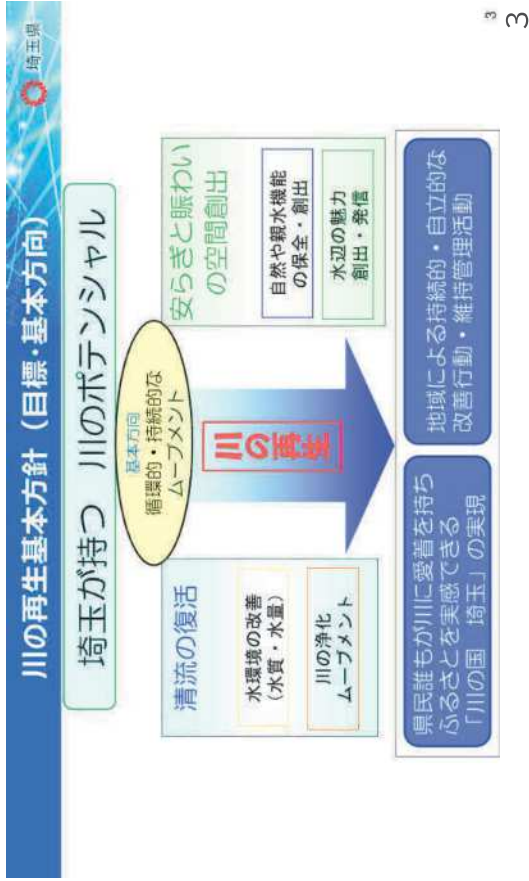 川の再生基本方針（目標・基本方向）
埼玉県
埼玉が持つ　川のポテンシャル
基本方向
循環的・持続的な
ムーブメント
清流の復活
水環境の改善
（水質・水量）
川の浄化
ムーブメント
川の
再生
安らぎと賑わい
の空間創出
自然や親水機能
の保全・創出
水辺の魅力
創出・発信
県民誰もが川に愛着を持ち
ふるさとを実感できる
「川の国　埼玉」の実現
地域による持続的・自立的な
改善行動・維持管理活動
3
3